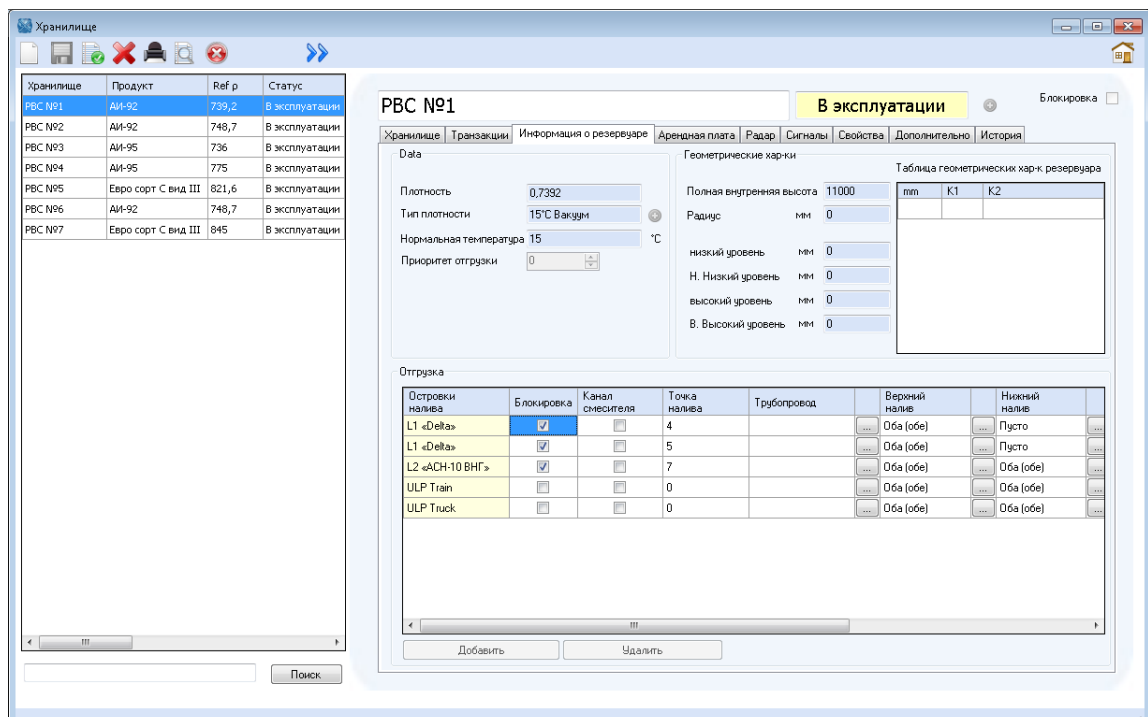 Хранилище
Хранилище Продукт Ref ρ Статус
РВС №1 АИ-92 739,2 В эксплуатации
РВС №2 АИ-92 748,7 В эксплуатации
РВС №3 АИ-95 736 В эксплуатации
РВС №4 АИ-95 775 В эксплуатации
РВС №5 Евро сорт С вид III 821,6 В эксплуатации
РВС №6 АИ-92 748,7 В эксплуатации
РВС №7 Евро сорт С вид III 845 В эксплуатации
Поиск
РВС №1 В эксплуатации Блокировка
Хранилище Транзакции Информация о резервуаре Арендная плата Радар Сигналы Свойства Дополнительно История
Data
Плотность 0,7392
Тип плотности 15°C Вакуум
Нормальная температура 15 °C
Приоритет отгрузки 0
Геометрические хар-ки
Полная внутренняя высота 11000
Радиус мм 0
низкий уровень мм 0
Н. Низкий уровень мм 0
высокий уровень мм 0
В. Высокий уровень мм 0
Таблица геометрических хар-к резервуара
mm K1 K2
Отгрузка
Островки налива Блокировка Канал смесителя Точка налива Трубопровод Верхний налив Нижний налив
L1 «Delta» 4 ... Оба (обе) ... Пусто ...
L1 «Delta» 5 ... Оба (обе) ... Пусто ...
L2 «АСН-10 ВНГ» 7 ... Оба (обе) ... Оба (обе) ...
ULP Train 0 ... Оба (обе) ... Оба (обе) ...
ULP Truck 0 ... Оба (обе) ... Оба (обе) ...
Добавить Удалить